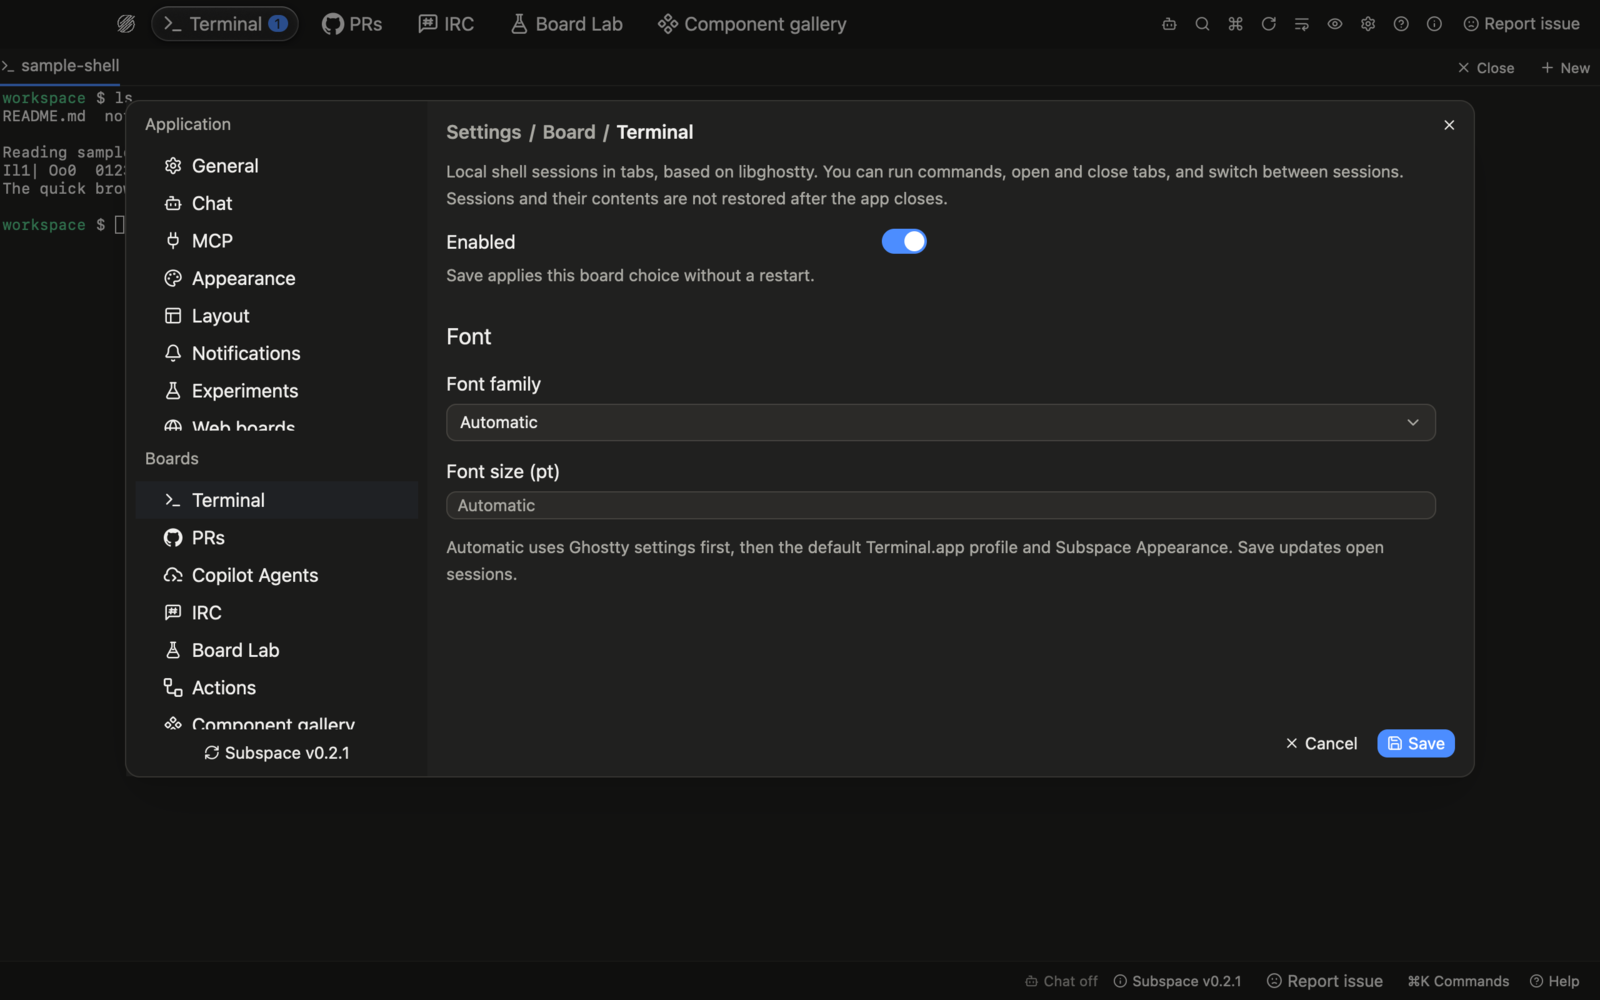 >_ Terminal 1 PRs IRC Board Lab Component gallery Report issue
>_ sample-shell Close + New
workspace $ ls
README.md
Reading
Il1| Oo0
The quick
workspace $
Application
General
Chat
MCP
Appearance
Layout
Notifications
Experiments
Web boards
Boards
Terminal
PRs
Copilot Agents
IRC
Board Lab
Actions
Component gallery
Subspace v0.2.1
Settings / Board / Terminal
Local shell sessions in tabs, based on libghostty. You can run commands, open and close tabs, and switch between sessions.
Sessions and their contents are not restored after the app closes.
Enabled
Save applies this board choice without a restart.
Font
Font family
Automatic
Font size (pt)
Automatic
Automatic uses Ghostty settings first, then the default Terminal.app profile and Subspace Appearance. Save updates open
sessions.
Cancel Save
Chat off Subspace v0.2.1 Report issue ⌘K Commands Help